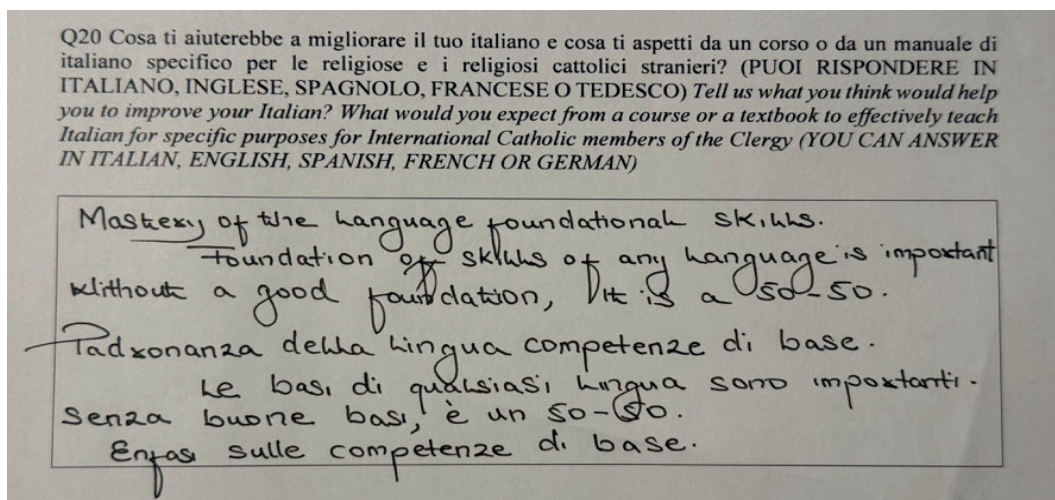 Q20 Cosa ti aiuterebbe a migliorare il tuo italiano e cosa ti aspetti da un corso o da un manuale di
italiano specifico per le religiose e i religiosi cattolici stranieri? (PUOI RISPONDERE IN
ITALIANO, INGLESE, SPAGNOLO, FRANCESE O TEDESCO) Tell us what you think would help
you to improve your Italian? What would you expect from a course or a textbook to effectively teach
Italian for specific purposes for International Catholic members of the Clergy (YOU CAN ANSWER
IN ITALIAN, ENGLISH, SPANISH, FRENCH OR GERMAN)
Mastery of the language foundational skills.
Foundation of skills of any language is important
Without a good foundation, it is a 50-50.
Padronanza della lingua competenze di base.
Le basi di qualsiasi lingua sono importanti.
Senza buone basi, è un 50-50.
Enfasi sulle competenze di base.